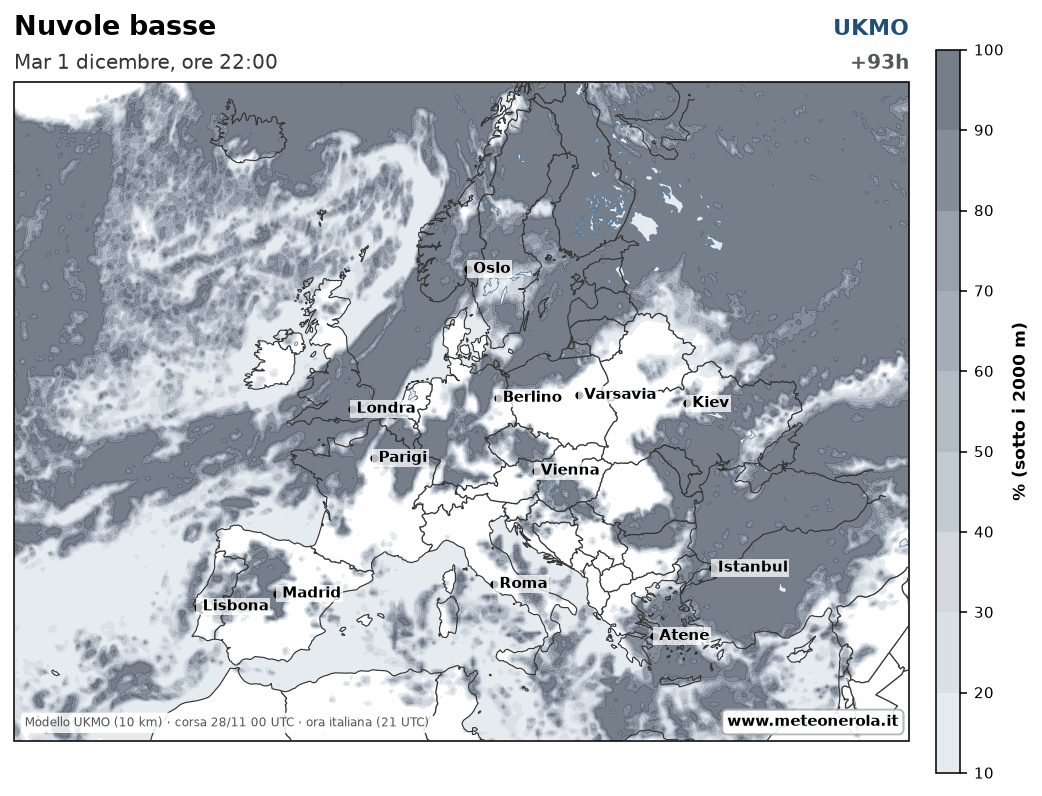 Nuvole basse
UKMO
Mar 1 dicembre, ore 22:00
+93h
100
90
80
70
60
50
40
30
20
10
% (sotto i 2000 m)
Oslo
Berlino
Varsavia
Kiev
Londra
Parigi
Vienna
Istanbul
Roma
Madrid
Lisbona
Atene
Modello UKMO (10 km) · corsa 28/11 00 UTC · ora italiana (21 UTC)
www.meteonerola.it